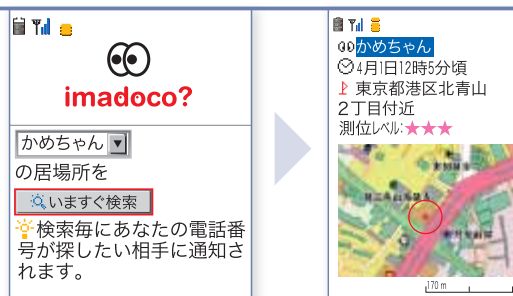 imadoco?
かめちゃん
の居場所を
いますぐ検索
検索毎にあなたの電話番
号が探したい相手に通知さ
れます。
かめちゃん
4月1日12時5分頃
東京都港区北青山
2丁目付近
測位レベル:★★★
170 m